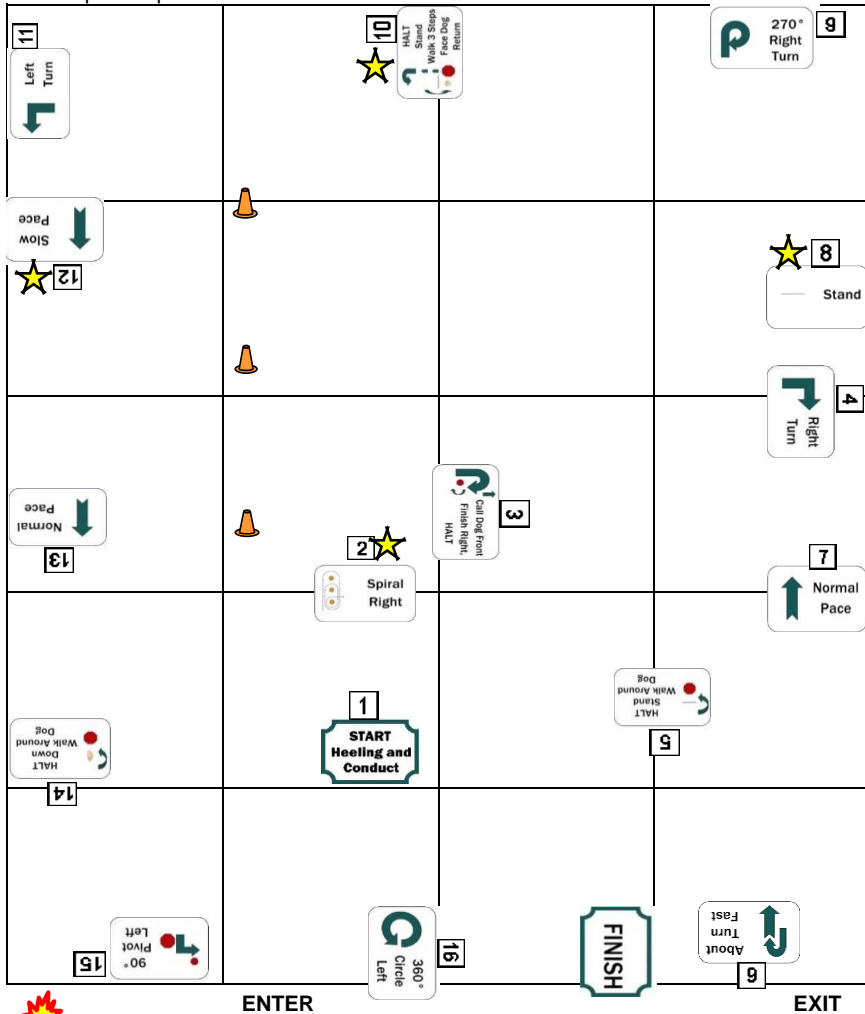 11
Left
Turn
10
HALT
Stand
Walk 3 Steps
Face Dog
Return
9
270°
Right
Turn
12
Slow
Pace
8
Stand
4
Right
Turn
13
Normal
Pace
2
Spiral
Right
3
Call Dog Front
Finish Right,
HALT
7
Normal
Pace
14
HALT
Down
Walk Around
Dog
1
START
Heeling and
Conduct
5
HALT
Stand
Walk Around
Dog
15
90°
Pivot
Left
16
360°
Circle
Left
FINISH
6
About
Turn
Fast
ENTER
EXIT